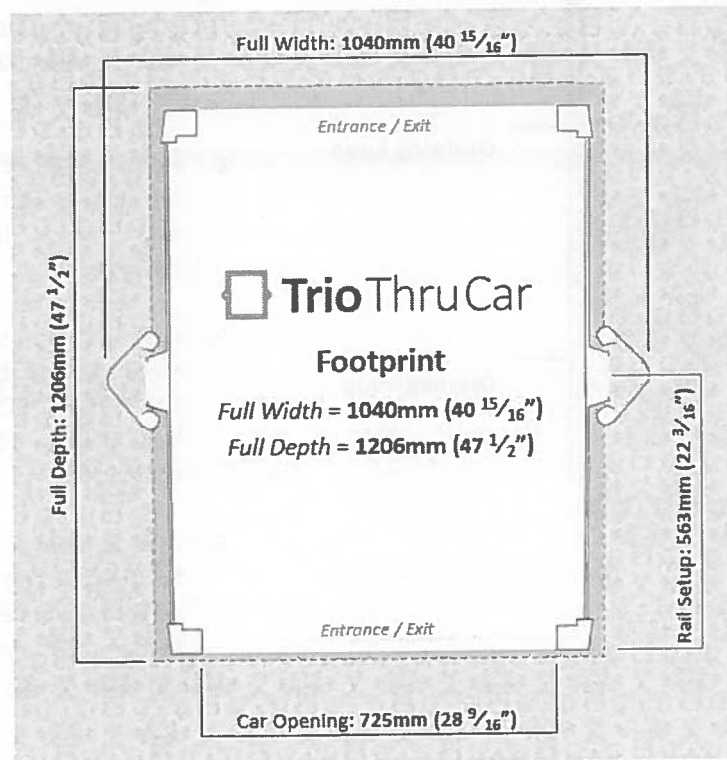 Full Width: 1040mm (40 15/16")
Entrance / Exit
Full Depth: 1206mm (47 1/2")
TrioThruCar
Footprint
Full Width = 1040mm (40 15/16")
Full Depth = 1206mm (47 1/2")
Rail Setup: 563mm (22 3/16")
Entrance / Exit
Car Opening: 725mm (28 9/16")